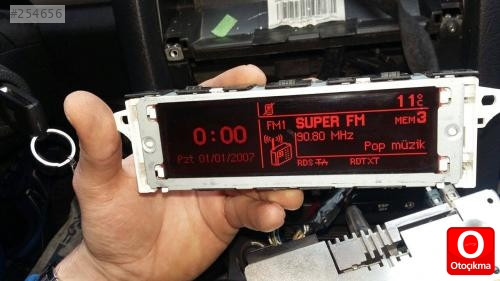 #254656
11°C
FM1 SUPER FM MEM 3
0:00
90.80 MHz
Pop müzik
Pzt 01/01/2007
RDS TA RDTXT
ESP
O
Otoçıkma